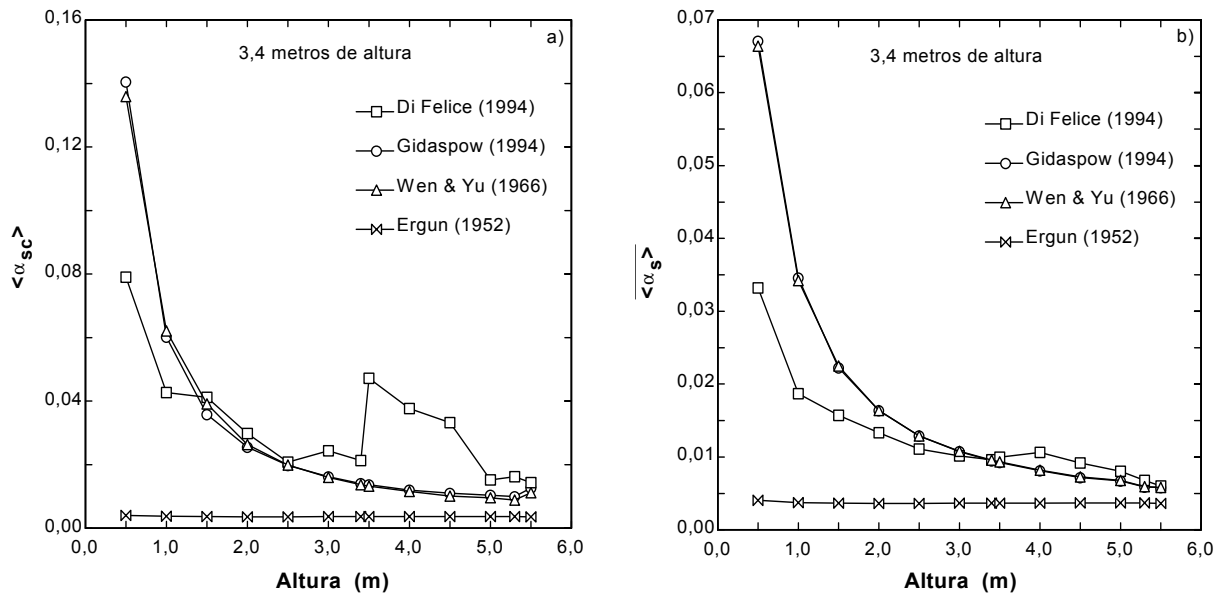 a)
3,4 metros de altura
Di Felice (1994)
Gidaspow (1994)
Wen & Yu (1966)
Ergun (1952)
0,16
0,12
0,08
0,04
0,00
<α_sc>
0,0 1,0 2,0 3,0 4,0 5,0 6,0
Altura (m)
b)
3,4 metros de altura
Di Felice (1994)
Gidaspow (1994)
Wen & Yu (1966)
Ergun (1952)
0,07
0,06
0,05
0,04
0,03
0,02
0,01
0,00
<α_s>
0,0 1,0 2,0 3,0 4,0 5,0 6,0
Altura (m)